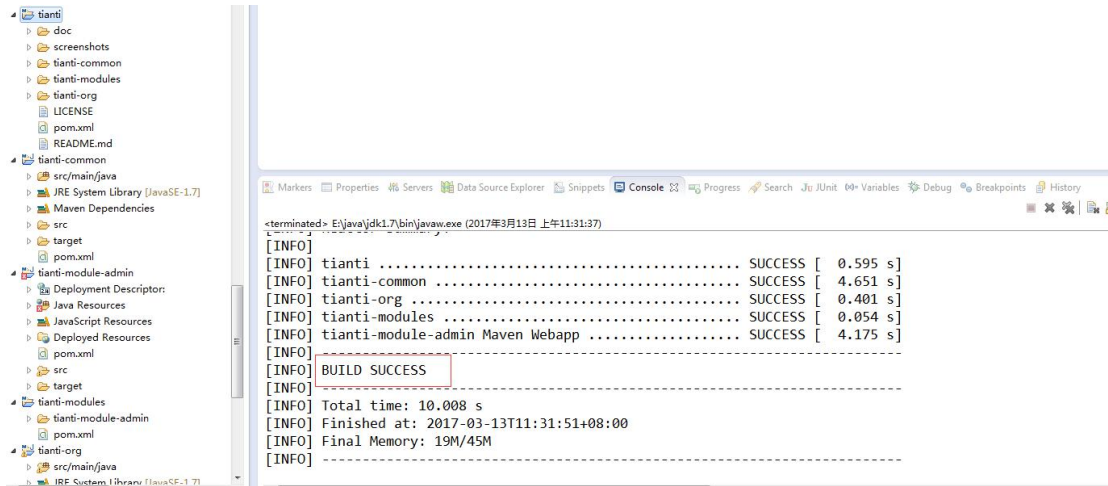 tianti
doc
screenshots
tianti-common
tianti-modules
tianti-org
LICENSE
pom.xml
README.md
tianti-common
src/main/java
JRE System Library [JavaSE-1.7]
Maven Dependencies
src
target
pom.xml
tianti-module-admin
Deployment Descriptor:
Java Resources
JavaScript Resources
Deployed Resources
pom.xml
src
target
tianti-modules
tianti-module-admin
pom.xml
tianti-org
src/main/java
JRE System Library [JavaSE-1.7]
Markers Properties Servers Data Source Explorer Snippets Console Progress Search JUnit Variables Debug Breakpoints History
<terminated> E:\java\jdk1.7\bin\javaw.exe (2017年3月13日 上午11:31:37)
[INFO]
[INFO] tianti ............................................. SUCCESS [  0.595 s]
[INFO] tianti-common ...................................... SUCCESS [  4.651 s]
[INFO] tianti-org ......................................... SUCCESS [  0.401 s]
[INFO] tianti-modules ..................................... SUCCESS [  0.054 s]
[INFO] tianti-module-admin Maven Webapp ................... SUCCESS [  4.175 s]
[INFO] ------------------------------------------------------------------------
[INFO] BUILD SUCCESS
[INFO] ------------------------------------------------------------------------
[INFO] Total time: 10.008 s
[INFO] Finished at: 2017-03-13T11:31:51+08:00
[INFO] Final Memory: 19M/45M
[INFO] ------------------------------------------------------------------------